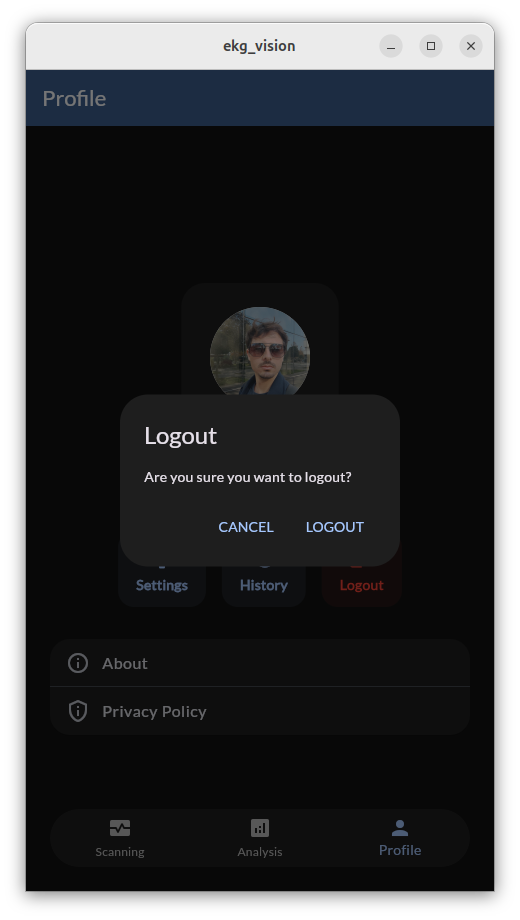 ekg_vision
Profile
Logout
Are you sure you want to logout?
CANCEL LOGOUT
Settings History Logout
About
Privacy Policy
Scanning Analysis Profile